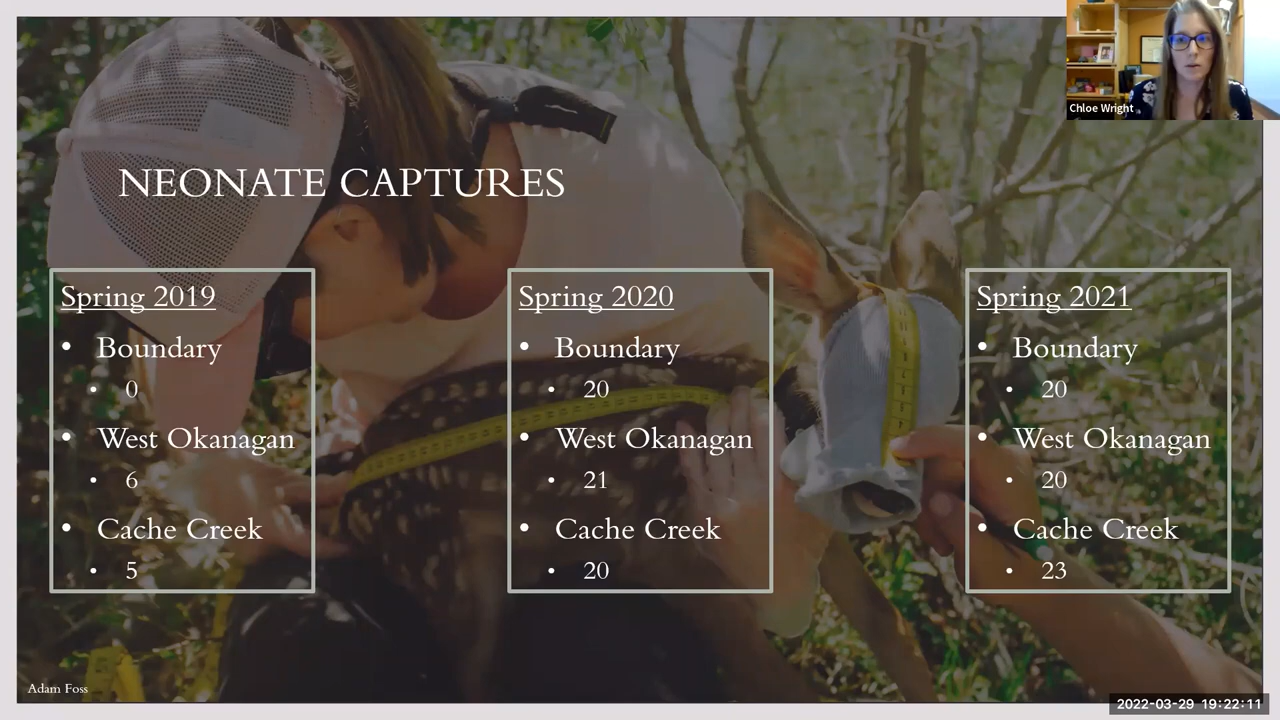 Chloe Wright
NEONATE CAPTURES
Spring 2019
• Boundary
• 0
• West Okanagan
• 6
• Cache Creek
• 5
Spring 2020
• Boundary
• 20
• West Okanagan
• 21
• Cache Creek
• 20
Spring 2021
• Boundary
• 20
• West Okanagan
• 20
• Cache Creek
• 23
Adam Foss
2022-03-29 19:22:11